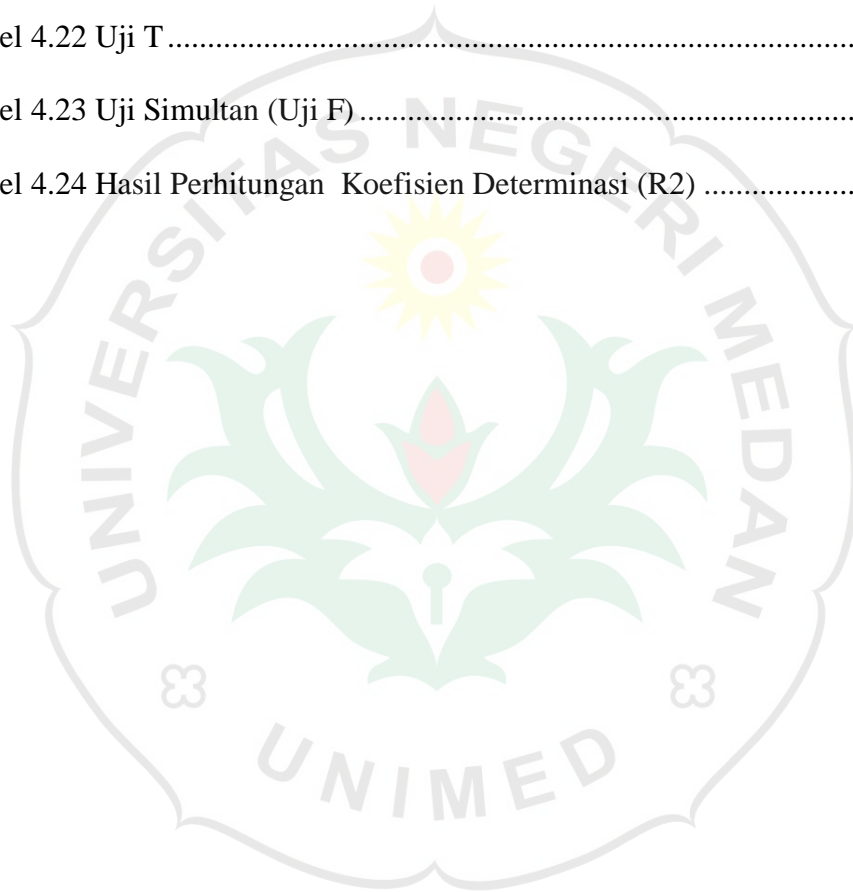 el 4.22 Uji T ..........................................................................................
el 4.23 Uji Simultan (Uji F) ..................................................................
el 4.24 Hasil Perhitungan  Koefisien Determinasi (R2) ...................
UNIVERSITAS NEGERI MEDAN
UNIMED